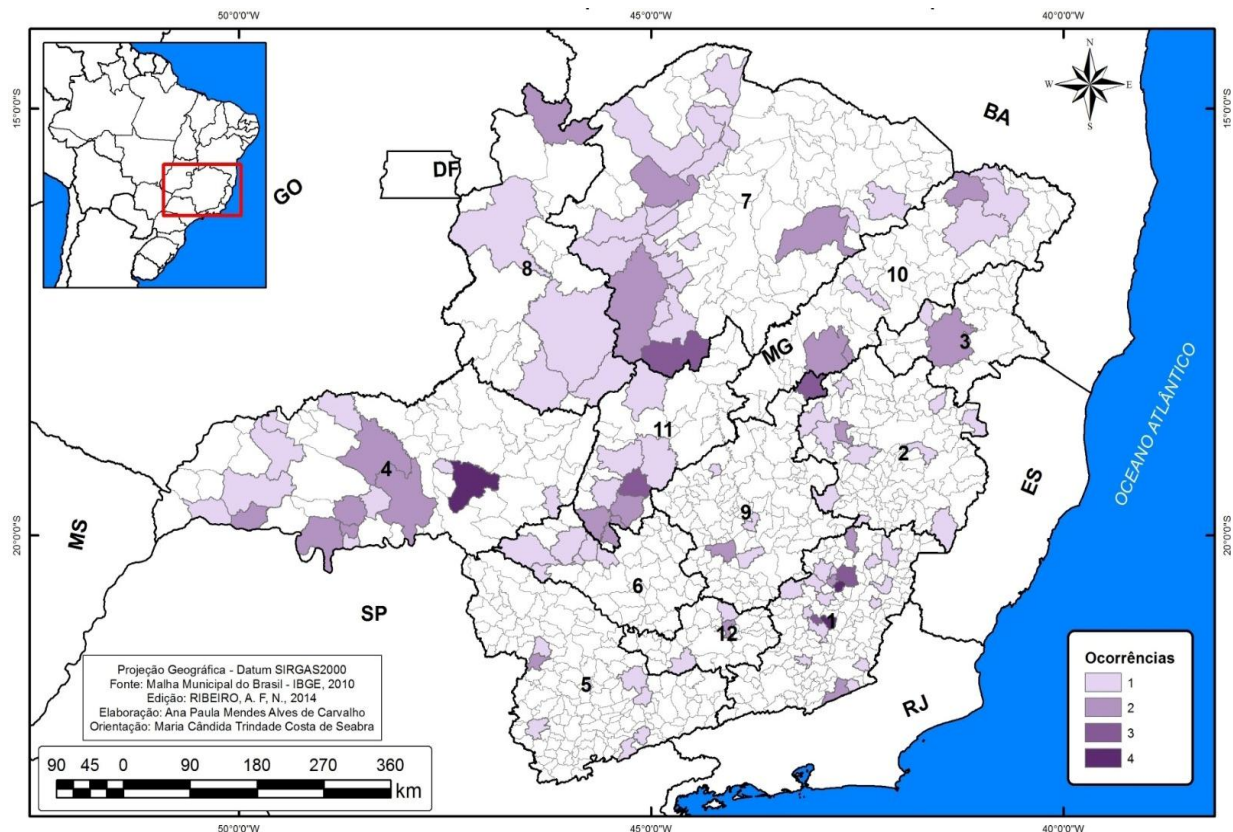 50°0'0"W
45°0'0"W
40°0'0"W
15°0'0"S
15°0'0"S
N
W
E
S
BA
DF
GO
7
8
10
3
MG
11
4
2
9
ES
OCEANO ATLÂNTICO
MS
20°0'0"S
20°0'0"S
6
SP
1
12
5
RJ
Projeção Geográfica - Datum SIRGAS2000
Fonte: Malha Municipal do Brasil - IBGE, 2010
Edição: RIBEIRO, A. F, N., 2014
Elaboração: Ana Paula Mendes Alves de Carvalho
Orientação: Maria Cândida Trindade Costa de Seabra
90 45 0 90 180 270 360
km
Ocorrências
1
2
3
4
50°0'0"W
45°0'0"W
40°0'0"W